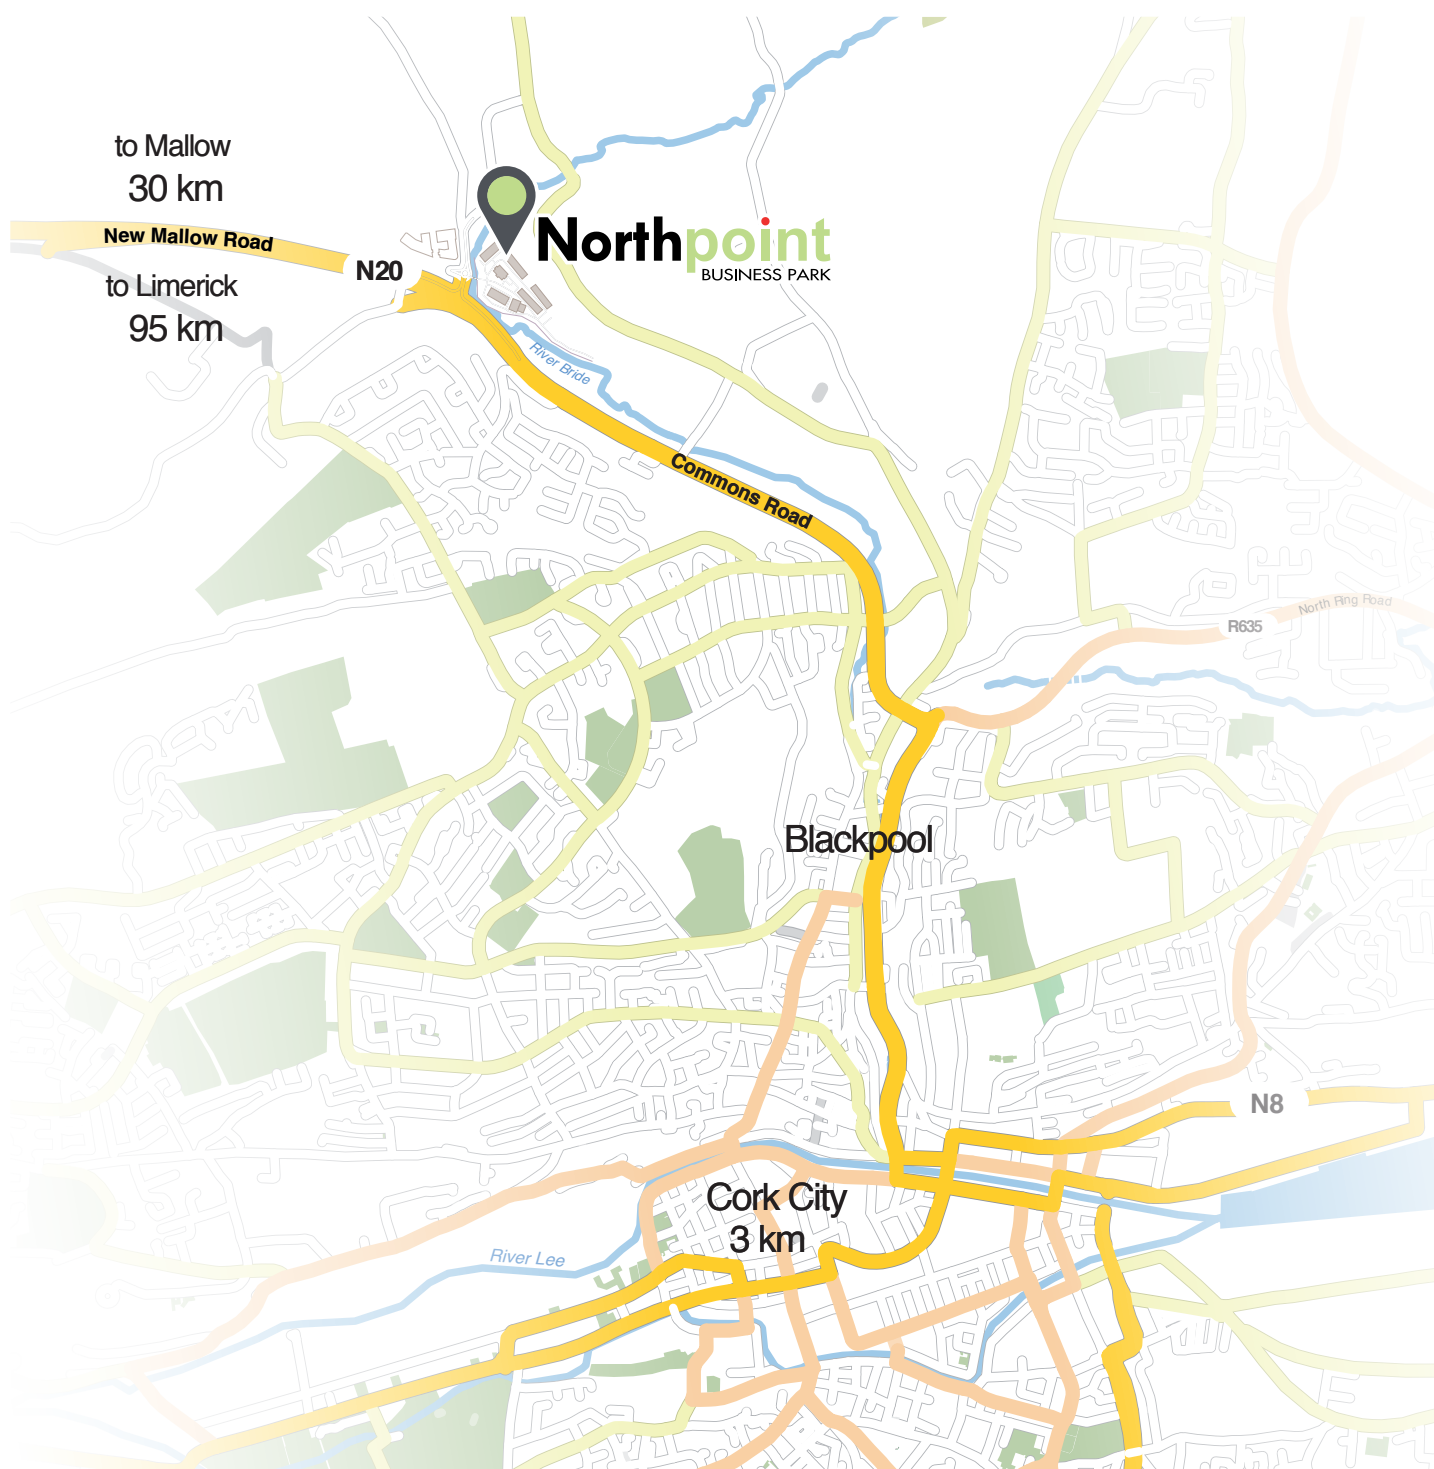 to Mallow
30 km
New Mallow Road
N20
to Limerick
95 km
Northpoint
BUSINESS PARK
River Bride
Commons Road
North Ring Road
R635
Blackpool
N8
Cork City
3 km
River Lee